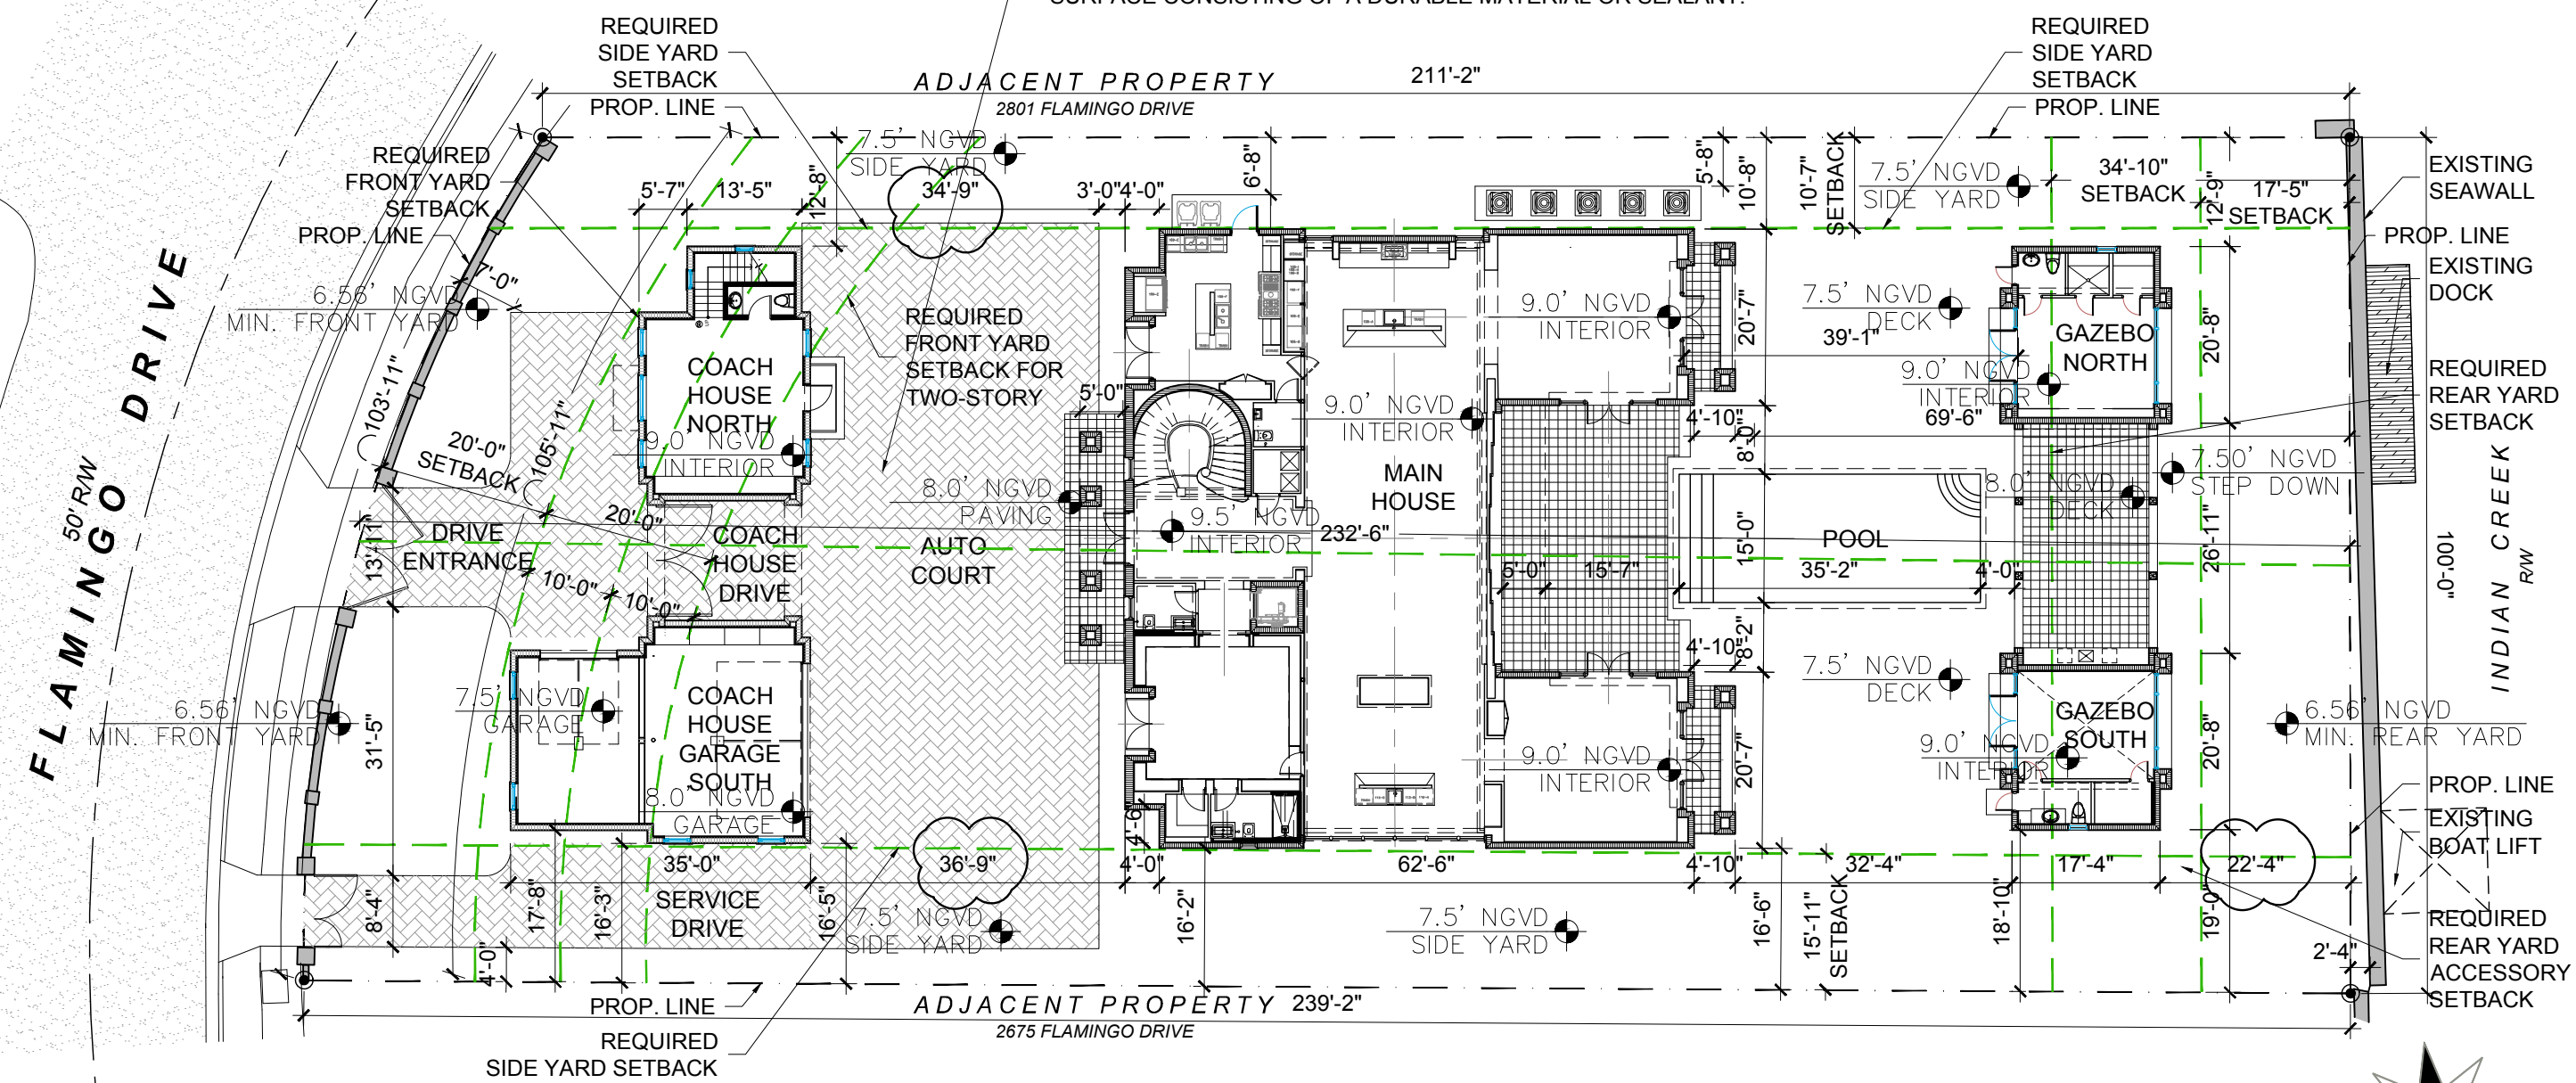 SURFACE CONSISTING OF A DURABLE MATERIAL OR SEALANT.
REQUIRED
SIDE YARD
SETBACK
PROP. LINE
ADJACENT PROPERTY
2801 FLAMINGO DRIVE
211'-2"
REQUIRED
SIDE YARD
SETBACK
PROP. LINE
REQUIRED
FRONT YARD
SETBACK
PROP. LINE
7'-0"
6.56' NGVD
MIN. FRONT YARD
103'-11"
20'-0"
SETBACK
105'-11"
5'-7"
13'-5"
12'-8"
7.5' NGVD
SIDE YARD
34'-9"
3'-0"
4'-0"
6'-8"
5'-8"
10'-8"
10'-7"
SETBACK
7.5' NGVD
SIDE YARD
34'-10"
SETBACK
12'-9"
17'-5"
SETBACK
EXISTING
SEAWALL
PROP. LINE
EXISTING
DOCK
REQUIRED
REAR YARD
SETBACK
FLAMINGO DRIVE
50' R/W
COACH
HOUSE
NORTH
9.0' NGVD
INTERIOR
REQUIRED
FRONT YARD
SETBACK FOR
TWO-STORY
5'-0"
8.0' NGVD
PAVING
AUTO
COURT
9.5' NGVD
INTERIOR
232'-6"
9.0' NGVD
INTERIOR
MAIN
HOUSE
9.0' NGVD
INTERIOR
20'-7"
4'-10"
8'-0"
7.5' NGVD
DECK
39'-1"
GAZEBO
NORTH
9.0' NGVD
INTERIOR
69'-6"
20'-8"
7.50' NGVD
STEP DOWN
8.0' NGVD
DECK
26'-11"
INDIAN CREEK
R/W
100'-0"
DRIVE
ENTRANCE
13'-11"
20'-0"
COACH
HOUSE
DRIVE
10'-0"
10'-0"
5'-0"
15'-7"
15'-0"
POOL
35'-2"
4'-0"
4'-10"
8'-2"
7.5' NGVD
DECK
6.56' NGVD
MIN. FRONT YARD
31'-5"
7.5' NGVD
GARAGE
COACH
HOUSE
GARAGE
SOUTH
8.0' NGVD
GARAGE
9.0' NGVD
INTERIOR
20'-7"
GAZEBO
SOUTH
9.0' NGVD
INTERIOR
20'-8"
6.56' NGVD
MIN. REAR YARD
PROP. LINE
EXISTING
BOAT LIFT
REQUIRED
REAR YARD
ACCESSORY
SETBACK
8'-4"
4'-0"
17'-8"
16'-3"
35'-0"
SERVICE
DRIVE
16'-5"
36'-9"
7.5' NGVD
SIDE YARD
4'-6"
4'-0"
16'-2"
62'-6"
7.5' NGVD
SIDE YARD
4'-10"
16'-6"
15'-11"
SETBACK
32'-4"
18'-10"
17'-4"
19'-0"
22'-4"
2'-4"
PROP. LINE
ADJACENT PROPERTY
2675 FLAMINGO DRIVE
239'-2"
REQUIRED
SIDE YARD SETBACK